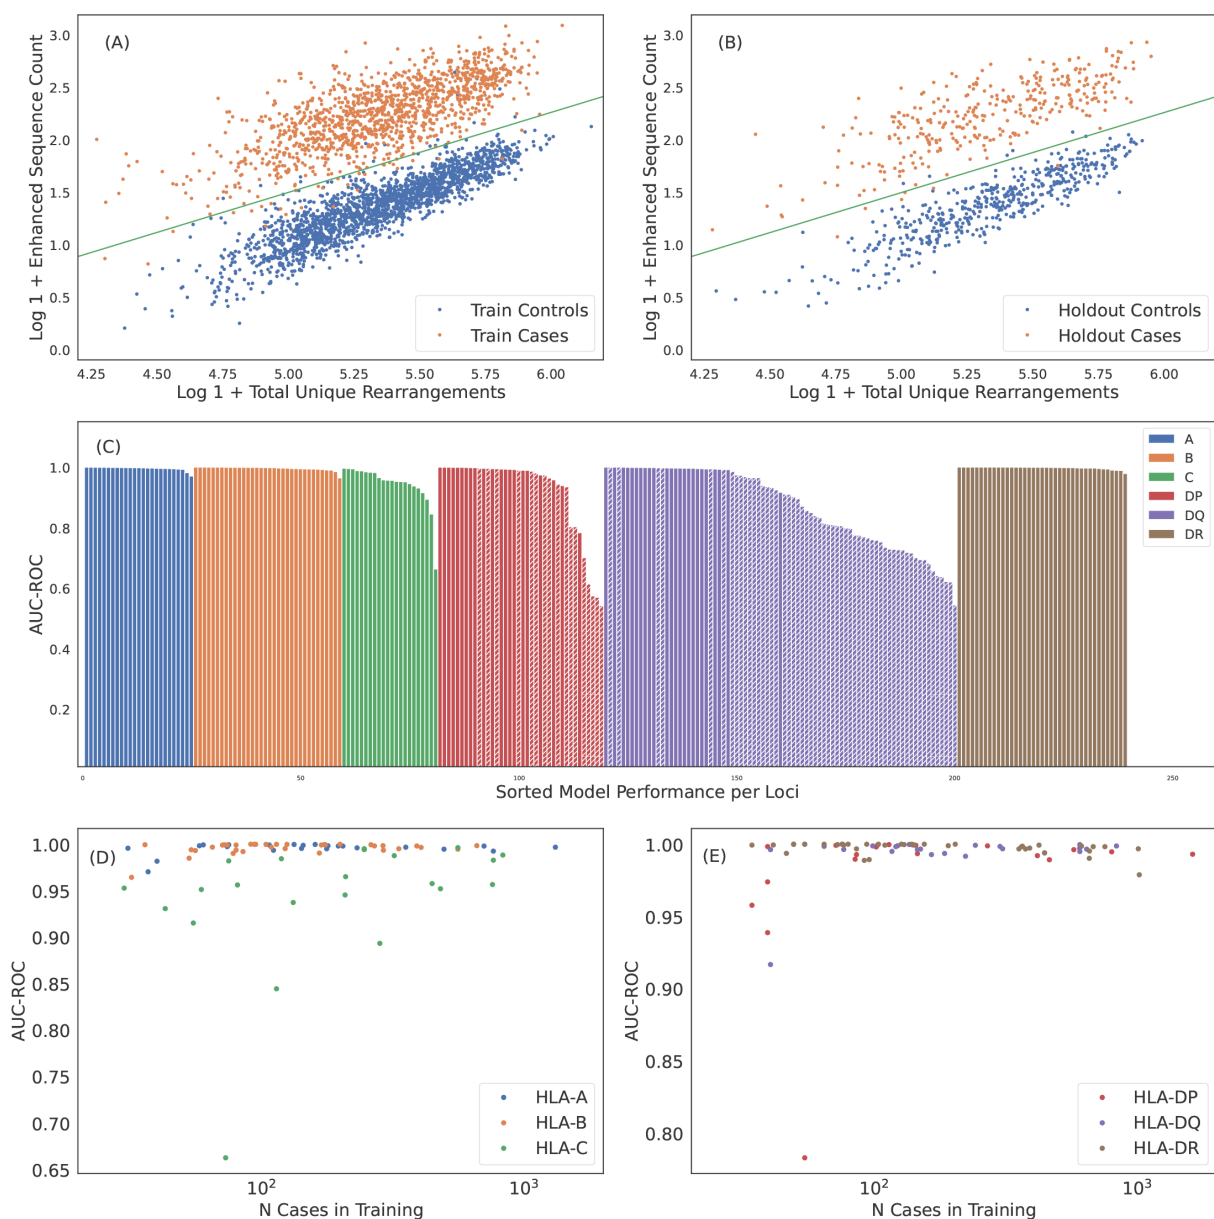 (A)
3.0
2.5
2.0
1.5
1.0
0.5
0.0
Log 1 + Enhanced Sequence Count
Train Controls
Train Cases
4.25 4.50 4.75 5.00 5.25 5.50 5.75 6.00
Log 1 + Total Unique Rearrangements
(B)
3.0
2.5
2.0
1.5
1.0
0.5
0.0
Log 1 + Enhanced Sequence Count
Holdout Controls
Holdout Cases
4.25 4.50 4.75 5.00 5.25 5.50 5.75 6.00
Log 1 + Total Unique Rearrangements
(C)
1.0
0.8
0.6
0.4
0.2
AUC-ROC
A
B
C
DP
DQ
DR
0 50 100 150 200 250
Sorted Model Performance per Loci
(D)
1.00
0.95
0.90
0.85
0.80
0.75
0.70
0.65
AUC-ROC
HLA-A
HLA-B
HLA-C
10² 10³
N Cases in Training
(E)
1.00
0.95
0.90
0.85
0.80
AUC-ROC
HLA-DP
HLA-DQ
HLA-DR
10² 10³
N Cases in Training